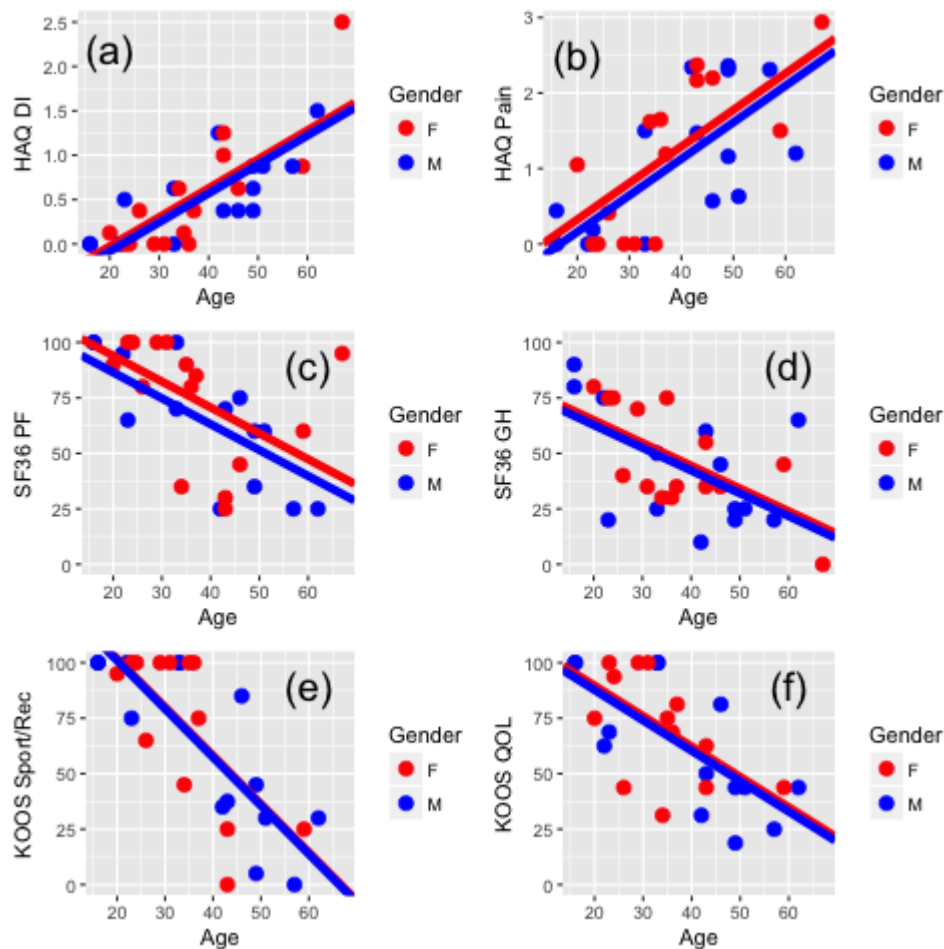 (a)
HAQ DI
2.5
2.0
1.5
1.0
0.5
0.0
20 30 40 50 60
Age
Gender
F
M
(b)
HAQ Pain
3
2
1
0
20 30 40 50 60
Age
Gender
F
M
(c)
SF36 PF
100
75
50
25
0
20 30 40 50 60
Age
Gender
F
M
(d)
SF36 GH
100
75
50
25
0
20 30 40 50 60
Age
Gender
F
M
(e)
KOOS Sport/Rec
100
75
50
25
0
20 30 40 50 60
Age
Gender
F
M
(f)
KOOS QOL
100
75
50
25
0
20 30 40 50 60
Age
Gender
F
M